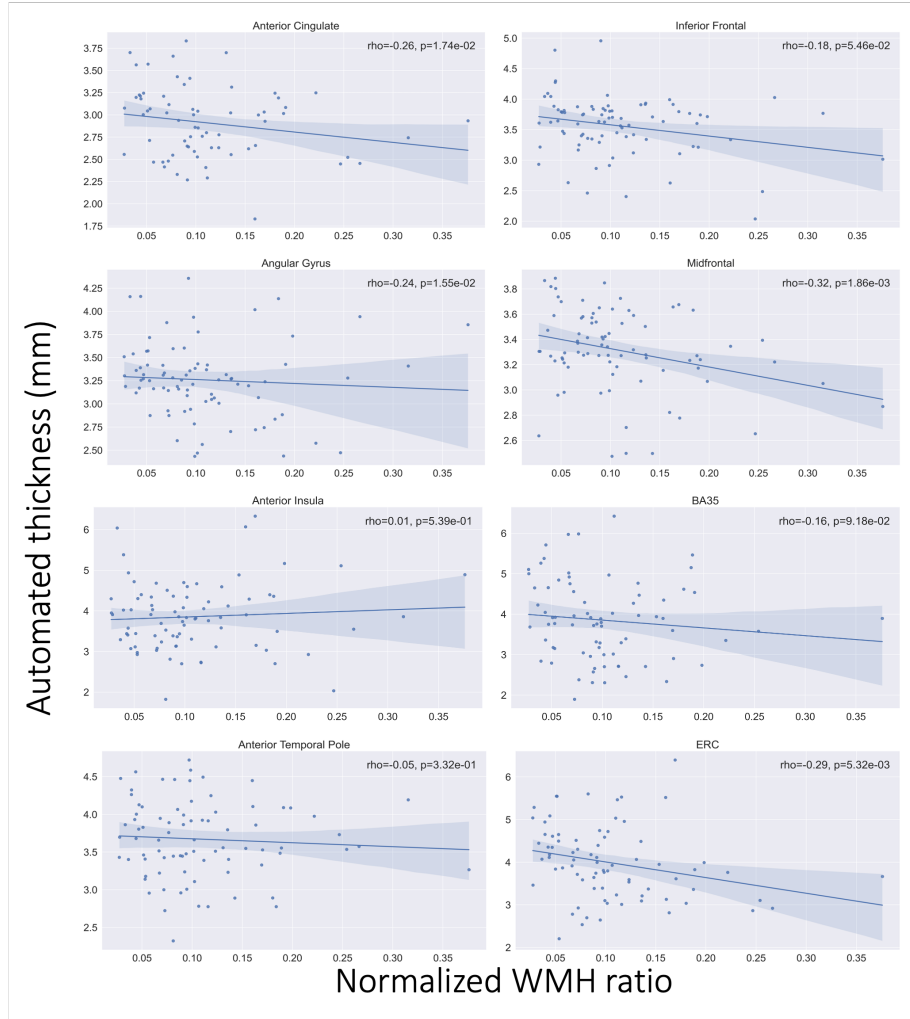 Anterior Cingulate
rho=-0.26, p=1.74e-02
3.75
3.50
3.25
3.00
2.75
2.50
2.25
2.00
1.75
0.05 0.10 0.15 0.20 0.25 0.30 0.35
Inferior Frontal
rho=-0.18, p=5.46e-02
5.0
4.5
4.0
3.5
3.0
2.5
2.0
0.05 0.10 0.15 0.20 0.25 0.30 0.35
Angular Gyrus
rho=-0.24, p=1.55e-02
4.25
4.00
3.75
3.50
3.25
3.00
2.75
2.50
0.05 0.10 0.15 0.20 0.25 0.30 0.35
Midfrontal
rho=-0.32, p=1.86e-03
3.8
3.6
3.4
3.2
3.0
2.8
2.6
0.05 0.10 0.15 0.20 0.25 0.30 0.35
Automated thickness (mm)
Anterior Insula
rho=0.01, p=5.39e-01
6
5
4
3
2
0.05 0.10 0.15 0.20 0.25 0.30 0.35
BA35
rho=-0.16, p=9.18e-02
6
5
4
3
2
0.05 0.10 0.15 0.20 0.25 0.30 0.35
Anterior Temporal Pole
rho=-0.05, p=3.32e-01
4.5
4.0
3.5
3.0
2.5
0.05 0.10 0.15 0.20 0.25 0.30 0.35
ERC
rho=-0.29, p=5.32e-03
6
5
4
3
2
0.05 0.10 0.15 0.20 0.25 0.30 0.35
Normalized WMH ratio